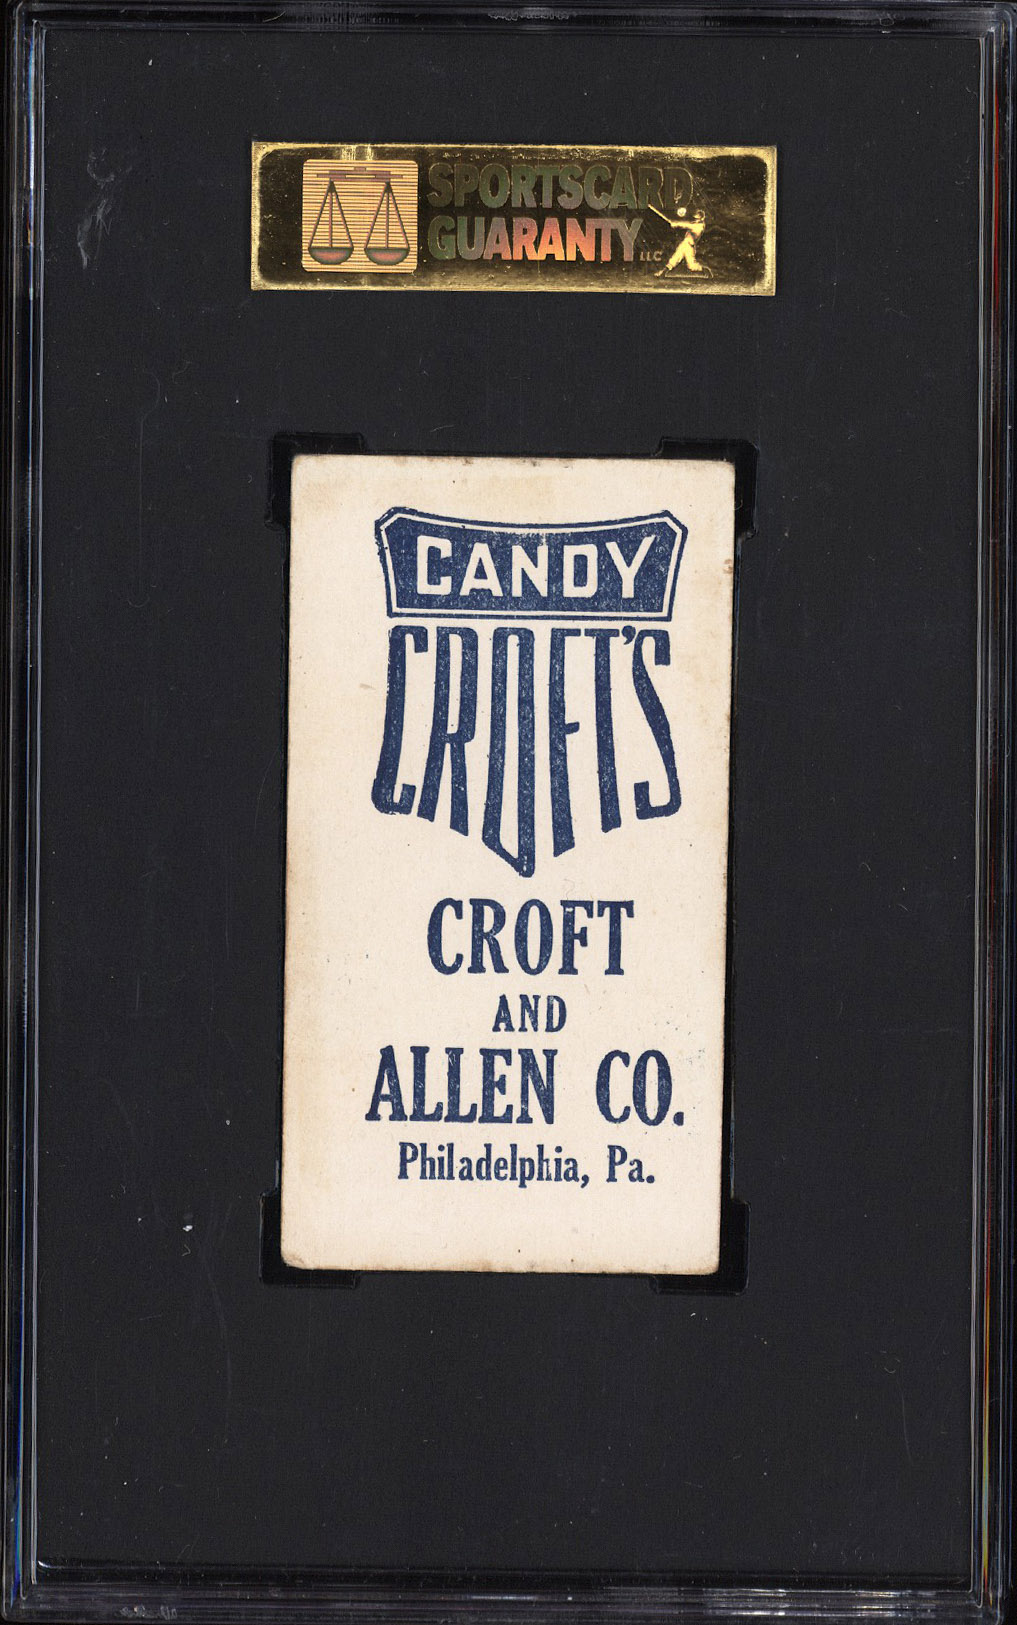 SPORTSCARD
GUARANTY LLC
CANDY
CROFT'S
CROFT
AND
ALLEN CO.
Philadelphia, Pa.